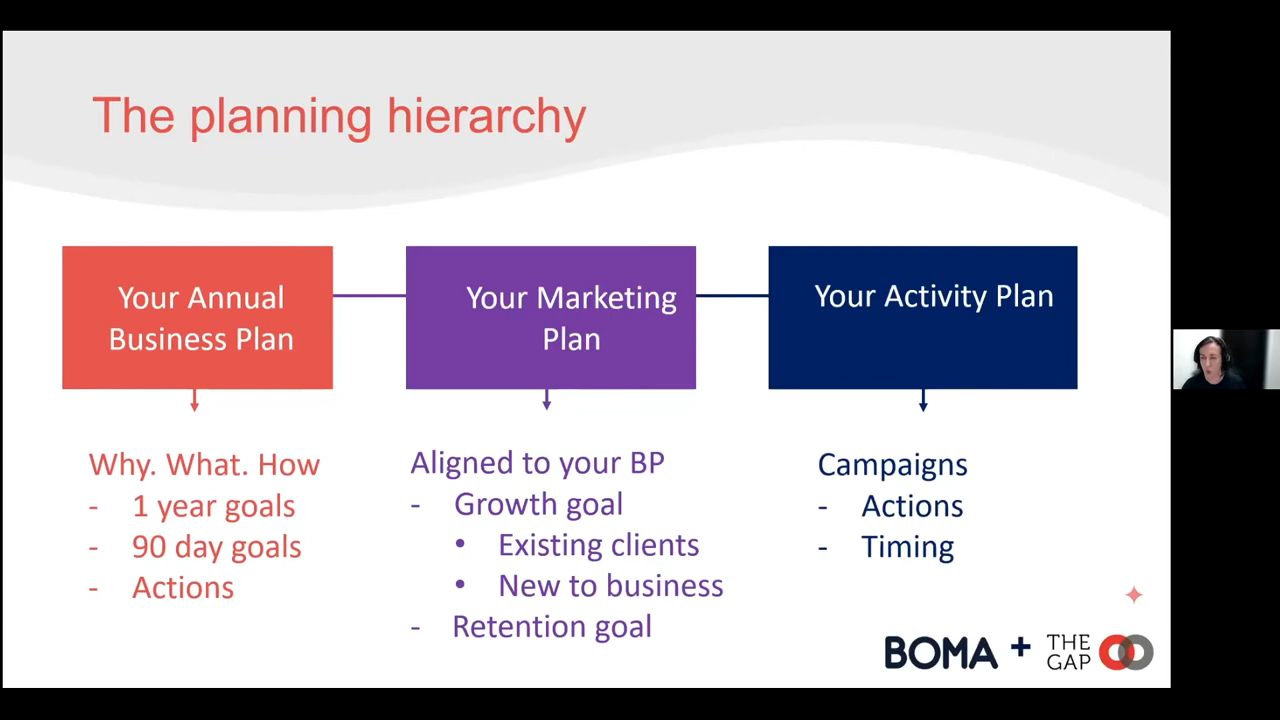 The planning hierarchy
Your Annual
Business Plan
Your Marketing
Plan
Your Activity Plan
Why. What. How
- 1 year goals
- 90 day goals
- Actions
Aligned to your BP
- Growth goal
• Existing clients
• New to business
- Retention goal
Campaigns
- Actions
- Timing
BOMA + THE
GAP